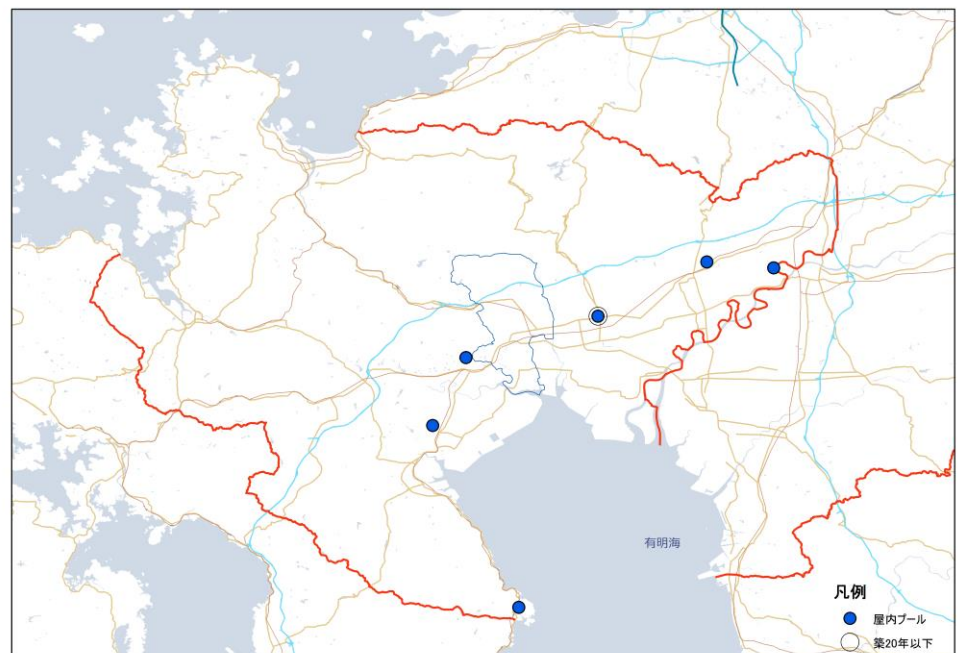 有明海
凡例
屋内プール
築20年以下